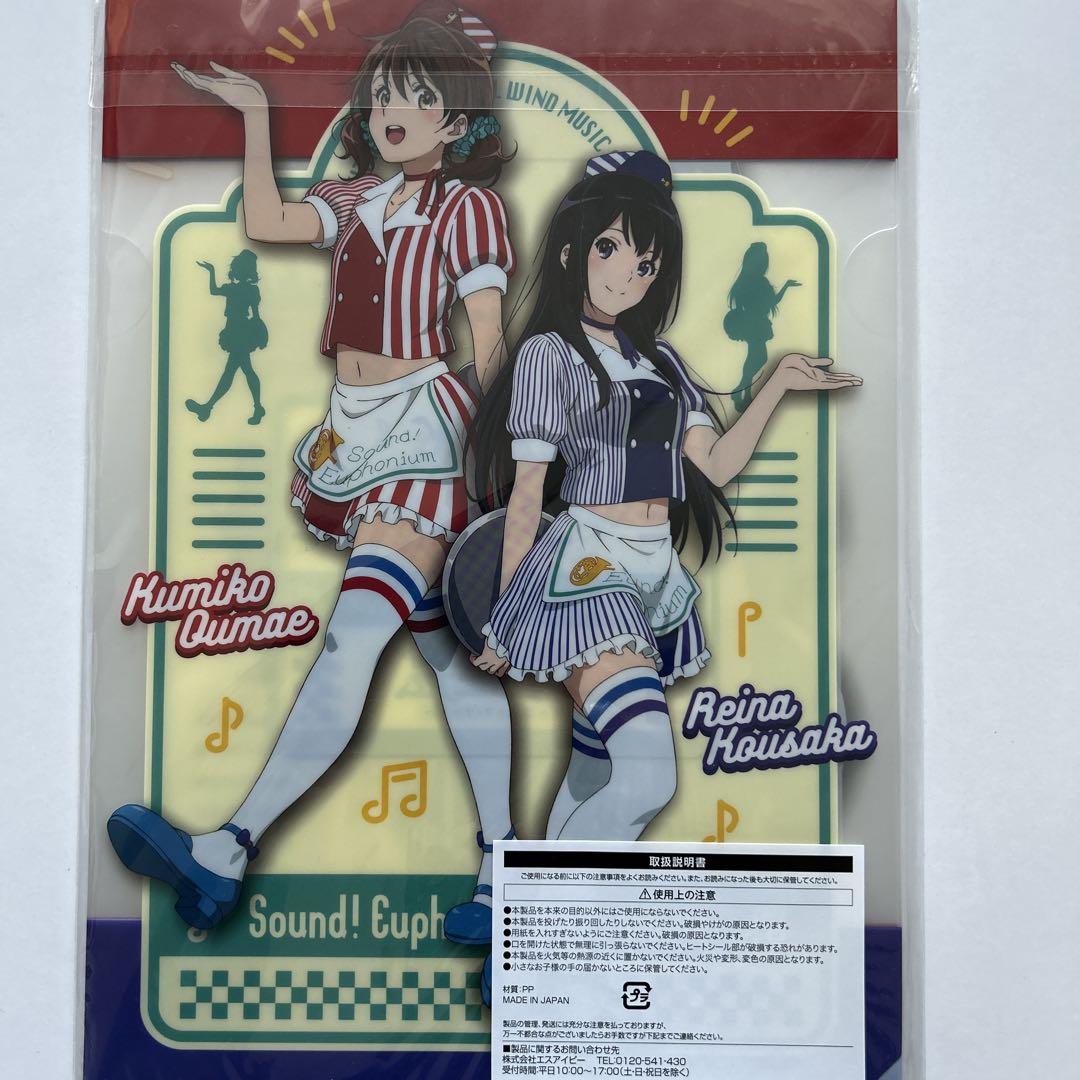 WIND MUSIC
Sound!
Euphonium
Kumiko
Oumae
Reina
Kousaka
Sound! Euph
取扱説明書
ご使用になる前に以下の注意事項をよくお読みください。また、お読みになった後も大切に保管してください。
⚠使用上の注意
●本製品を本来の目的以外にはご使用にならないでください。
●本製品を投げたり振り回したりしないでください。破損やけがの原因となります。
●用紙を入れすぎないようにご注意ください。破損の原因となります。
●口を開けた状態で無理に引っ張らないでください。ヒートシール部が破損する恐れがあります。
●本製品を火気等の熱源の近くに置かないでください。火災や変形、変色の原因となります。
●小さなお子様の手の届かないところに保管してください。
材質:PP
MADE IN JAPAN
プラ
製品の管理、発送には充分な注意を払っておりますが、
万一不都合な点がございましたらお手数ですが下記までご連絡ください。
■製品に関するお問い合わせ先
株式会社エスアイピー TEL:0120-541-430
受付時間:平日10:00〜17:00(土・日・祝日を除く)